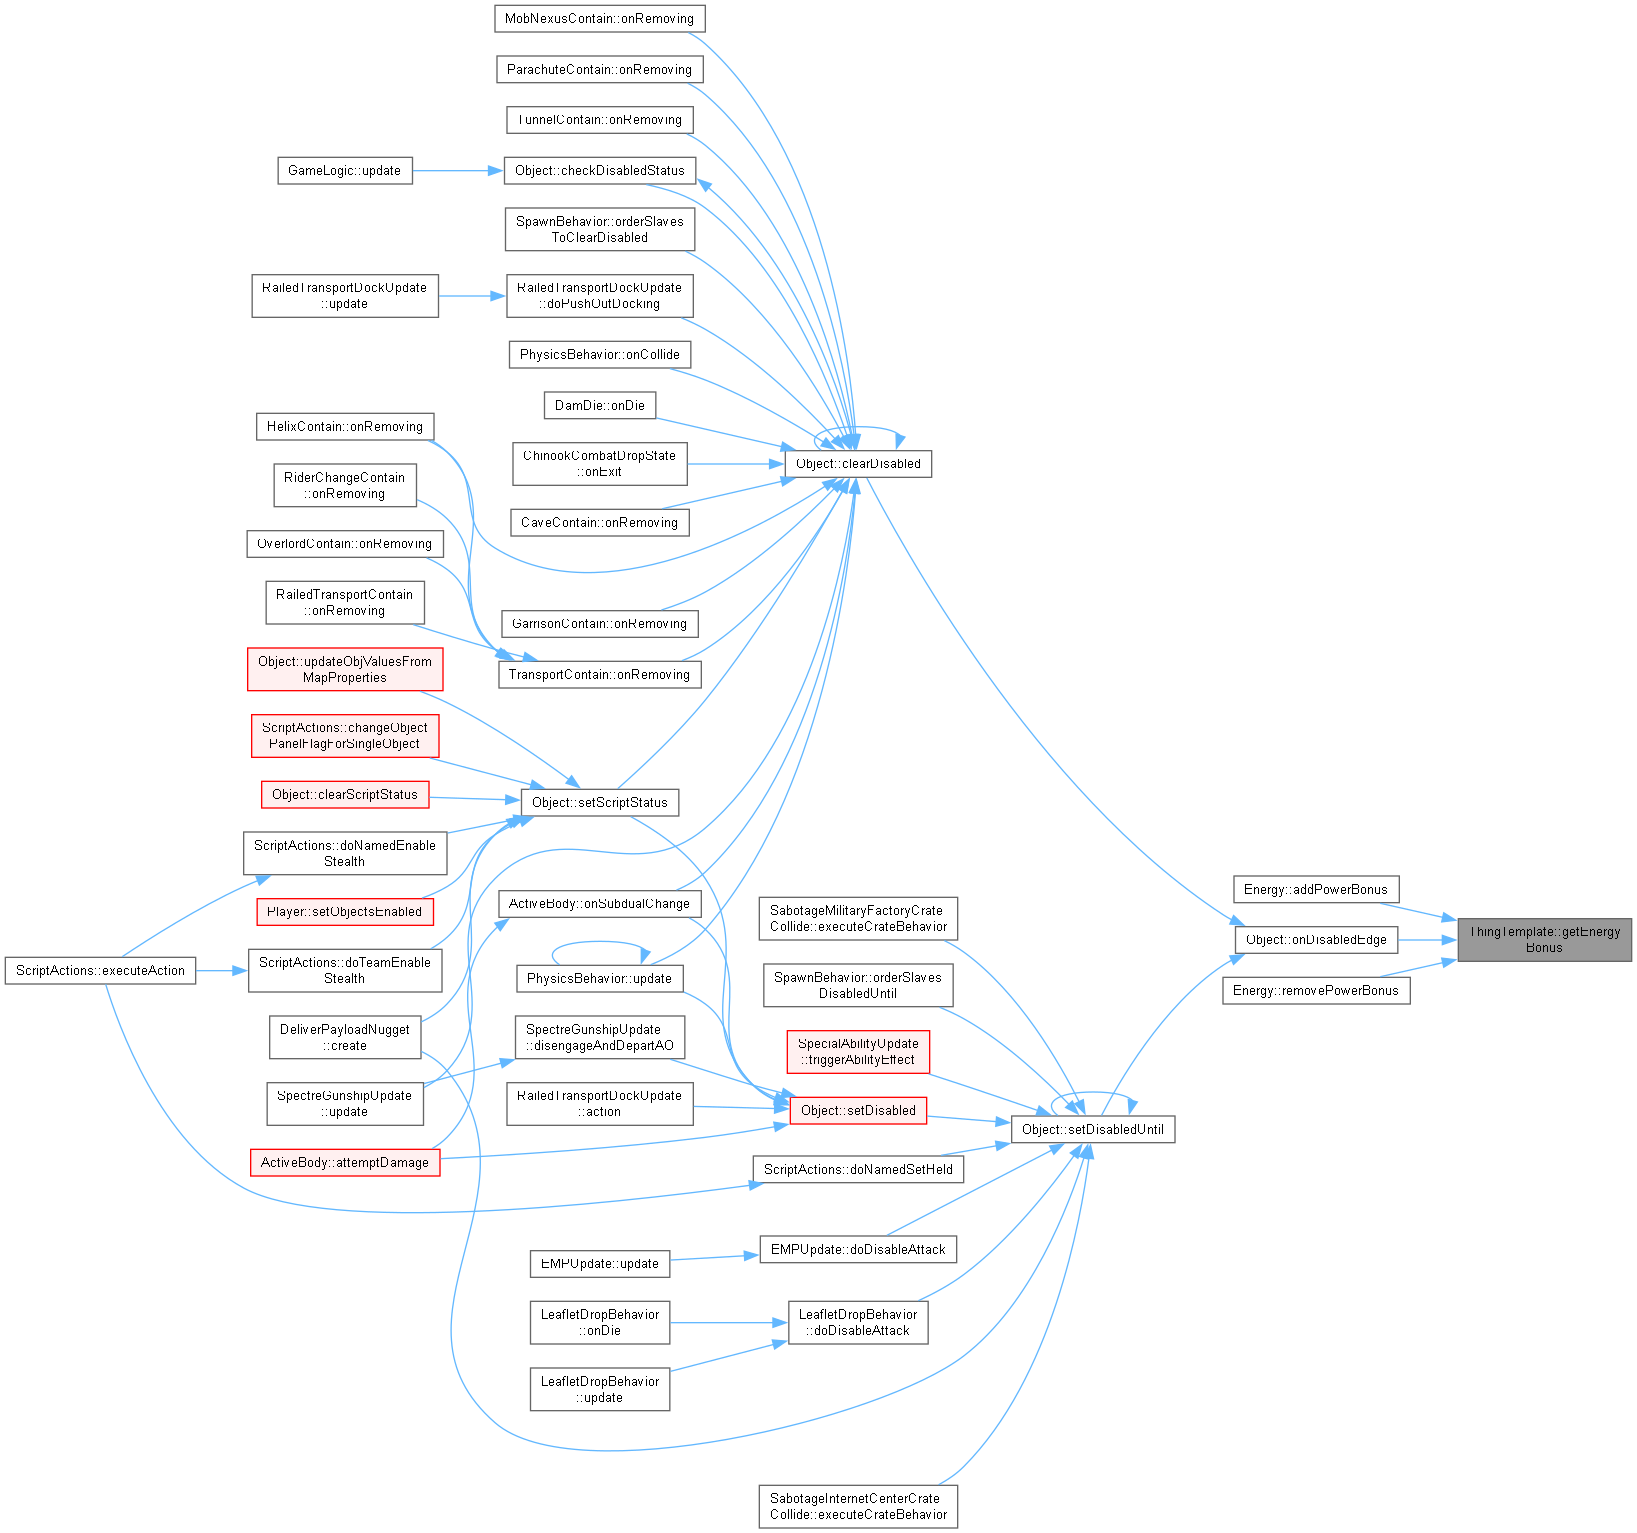 MobNexusContain::onRemoving
ParachuteContain::onRemoving
TunnelContain::onRemoving
GameLogic::update
Object::checkDisabledStatus
SpawnBehavior::orderSlaves
ToClearDisabled
RailedTransportDockUpdate
::update
RailedTransportDockUpdate
::doPushOutDocking
PhysicsBehavior::onCollide
DamDie::onDie
HelixContain::onRemoving
ChinookCombatDropState
::onExit
Object::clearDisabled
RiderChangeContain
::onRemoving
CaveContain::onRemoving
OverlordContain::onRemoving
RailedTransportContain
::onRemoving
GarrisonContain::onRemoving
Object::updateObjValuesFrom
MapProperties
TransportContain::onRemoving
ScriptActions::changeObject
PanelFlagForSingleObject
Object::clearScriptStatus
Object::setScriptStatus
ScriptActions::doNamedEnable
Stealth
Player::setObjectsEnabled
ActiveBody::onSubdualChange
SabotageMilitaryFactoryCrate
Collide::executeCrateBehavior
Energy::addPowerBonus
ThingTemplate::getEnergy
Bonus
Object::onDisabledEdge
Energy::removePowerBonus
ScriptActions::executeAction
ScriptActions::doTeamEnable
Stealth
PhysicsBehavior::update
SpawnBehavior::orderSlaves
DisabledUntil
DeliverPayloadNugget
::create
SpectreGunshipUpdate
::disengageAndDepartAO
SpecialAbilityUpdate
::triggerAbilityEffect
SpectreGunshipUpdate
::update
RailedTransportDockUpdate
::action
Object::setDisabled
Object::setDisabledUntil
ActiveBody::attemptDamage
ScriptActions::doNamedSetHeld
EMPUpdate::update
EMPUpdate::doDisableAttack
LeafletDropBehavior
::onDie
LeafletDropBehavior
::doDisableAttack
LeafletDropBehavior
::update
SabotageInternetCenterCrate
Collide::executeCrateBehavior